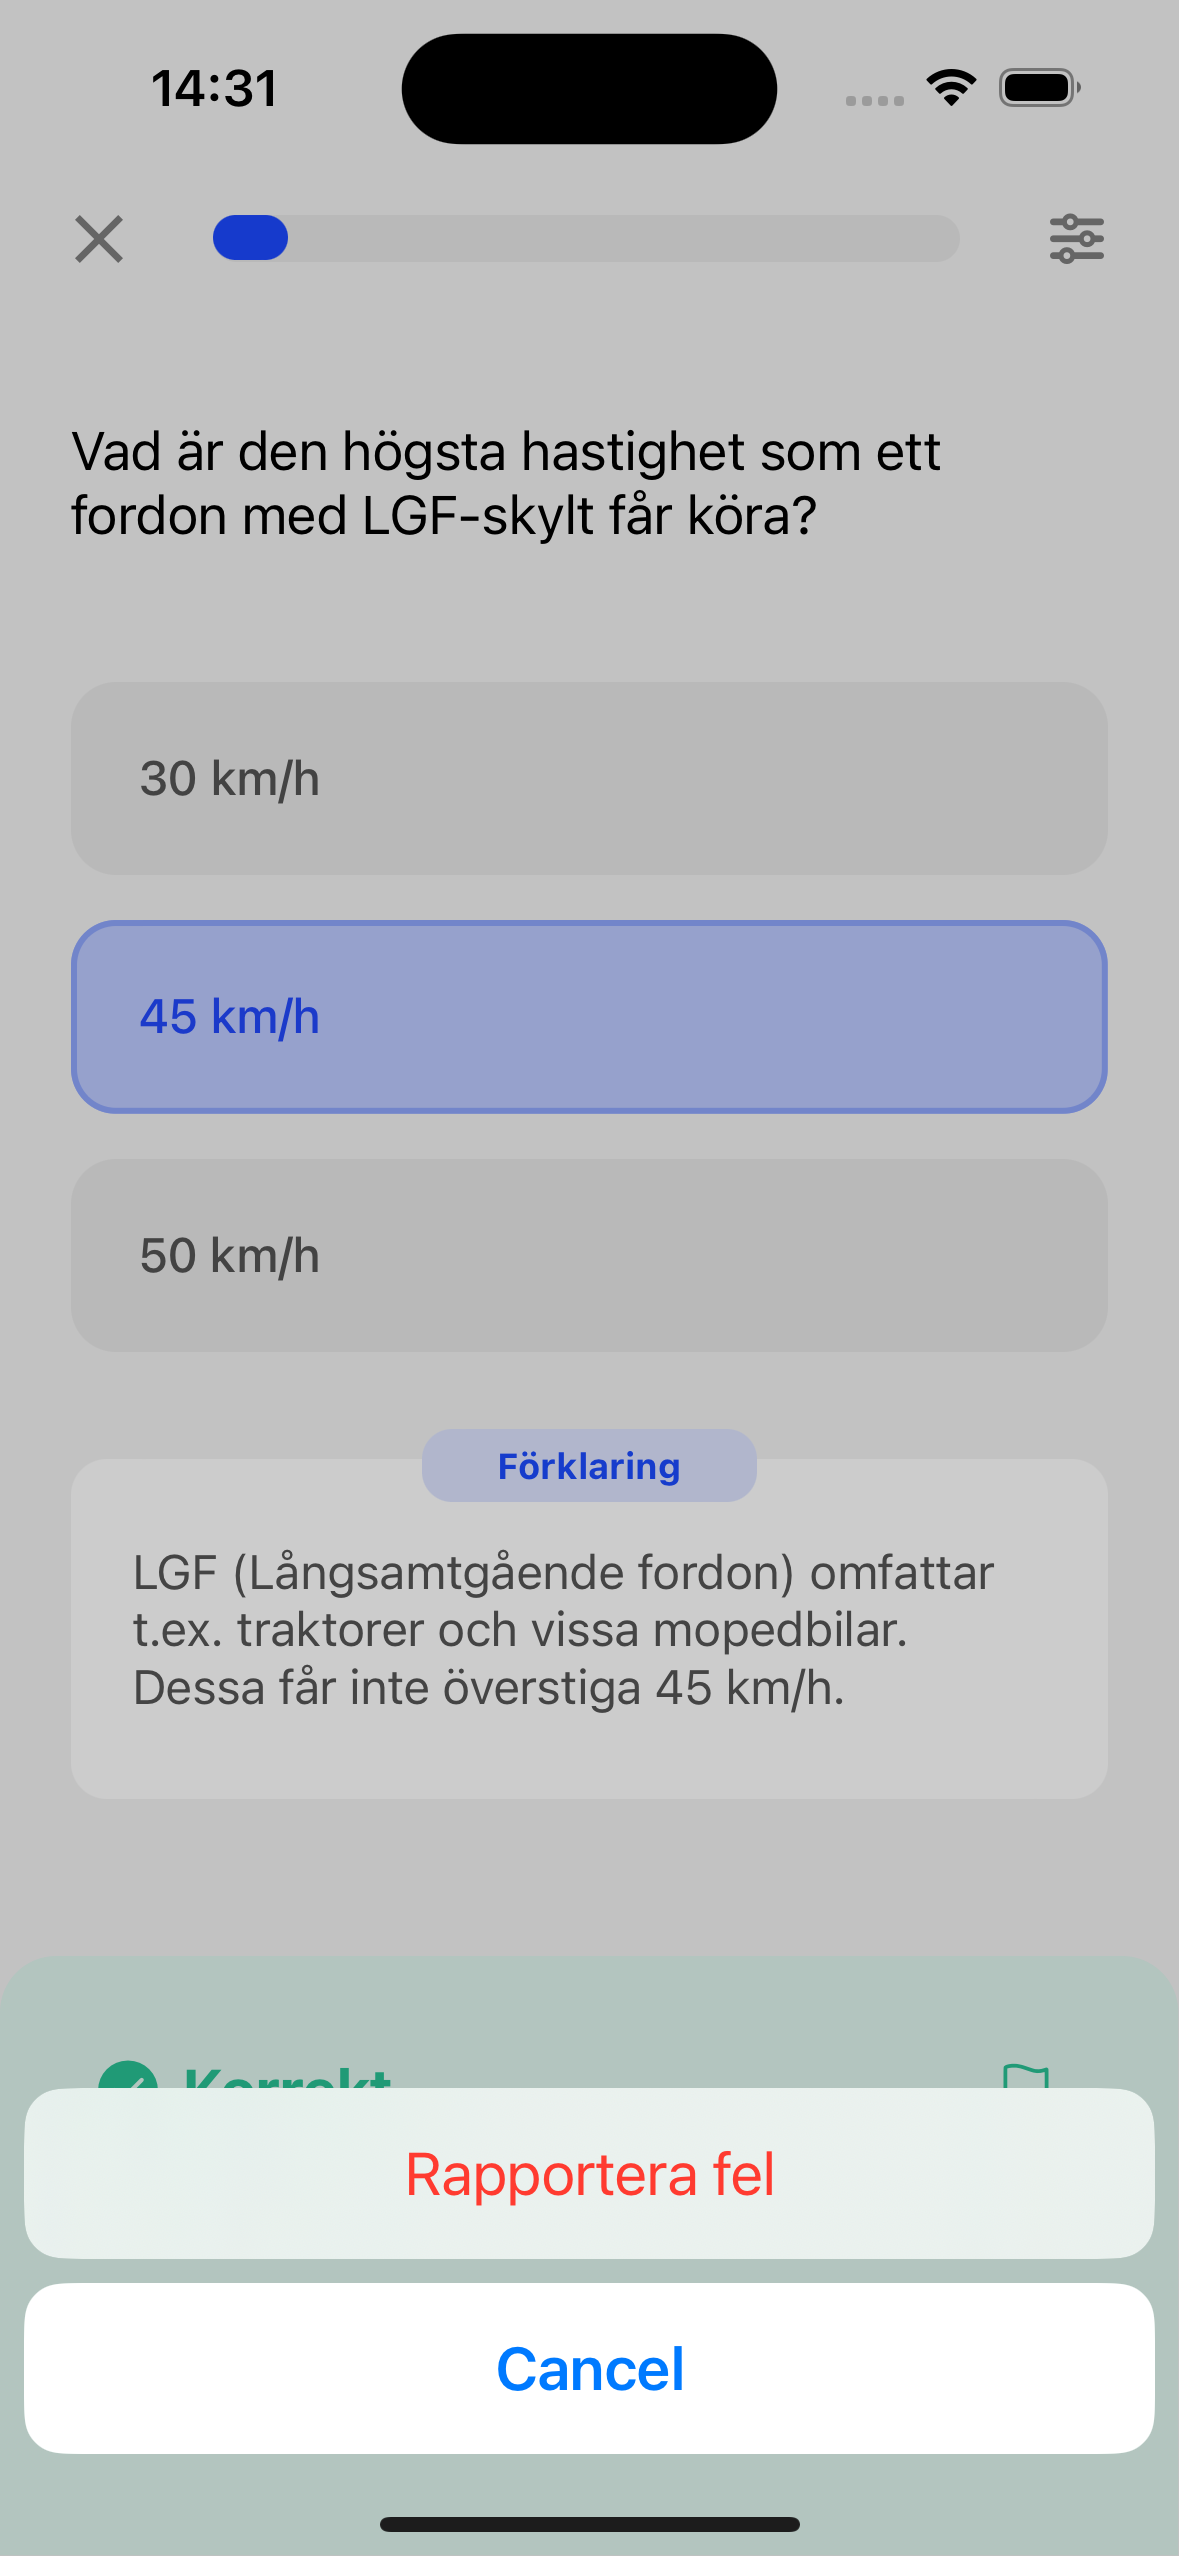 14:31
Vad är den högsta hastighet som ett
fordon med LGF-skylt får köra?
30 km/h
45 km/h
50 km/h
Förklaring
LGF (Långsamtgående fordon) omfattar
t.ex. traktorer och vissa mopedbilar.
Dessa får inte överstiga 45 km/h.
Korrekt
Rapportera fel
Cancel